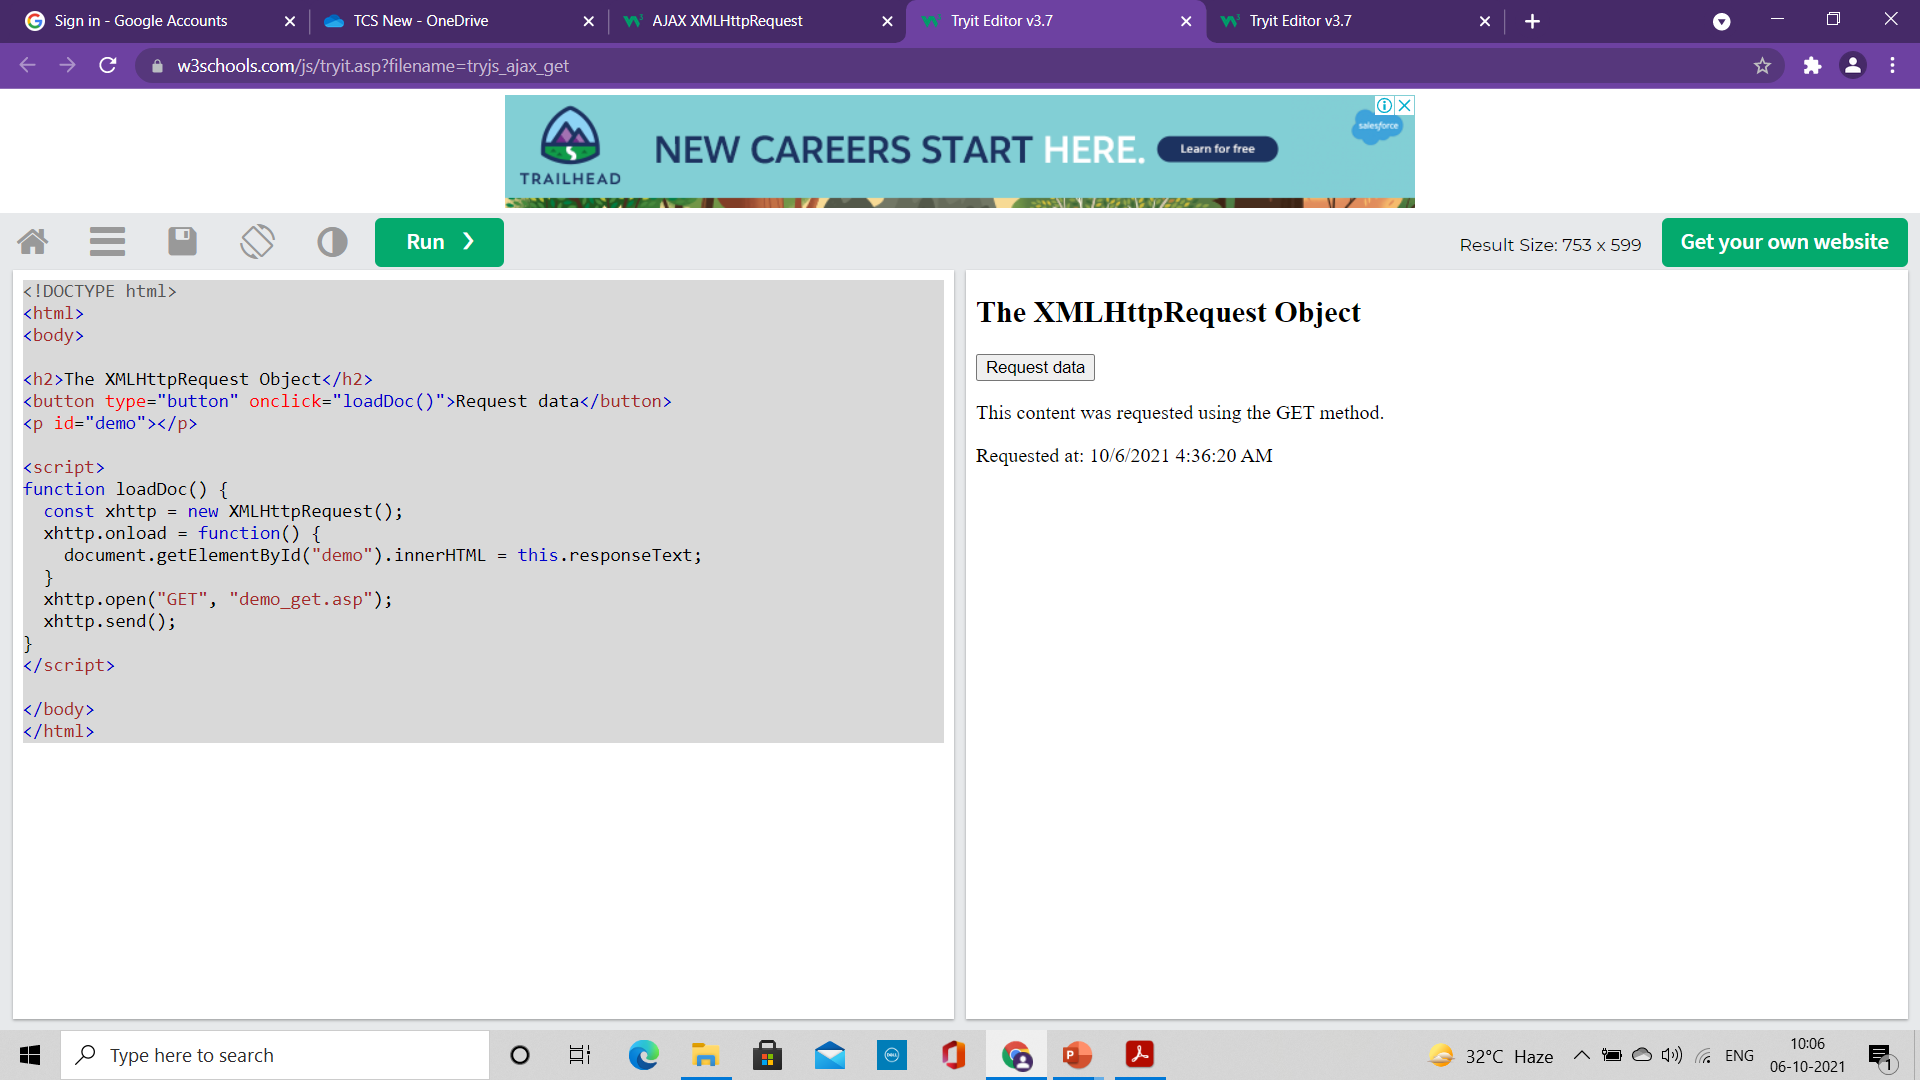 Sign in - Google Accounts
TCS New - OneDrive
AJAX XMLHttpRequest
Tryit Editor v3.7
Tryit Editor v3.7
w3schools.com/js/tryit.asp?filename=tryjs_ajax_get
TRAILHEAD
NEW CAREERS START HERE.
Learn for free
salesforce
Run
Result Size: 753 x 599
Get your own website
<!DOCTYPE html>
<html>
<body>
<h2>The XMLHttpRequest Object</h2>
<button type="button" onclick="loadDoc()">Request data</button>
<p id="demo"></p>
<script>
function loadDoc() {
  const xhttp = new XMLHttpRequest();
  xhttp.onload = function() {
    document.getElementById("demo").innerHTML = this.responseText;
  }
  xhttp.open("GET", "demo_get.asp");
  xhttp.send();
}
</script>
</body>
</html>
The XMLHttpRequest Object
Request data
This content was requested using the GET method.
Requested at: 10/6/2021 4:36:20 AM
Type here to search
DELL
P
32°C Haze
ENG
10:06
06-10-2021
1